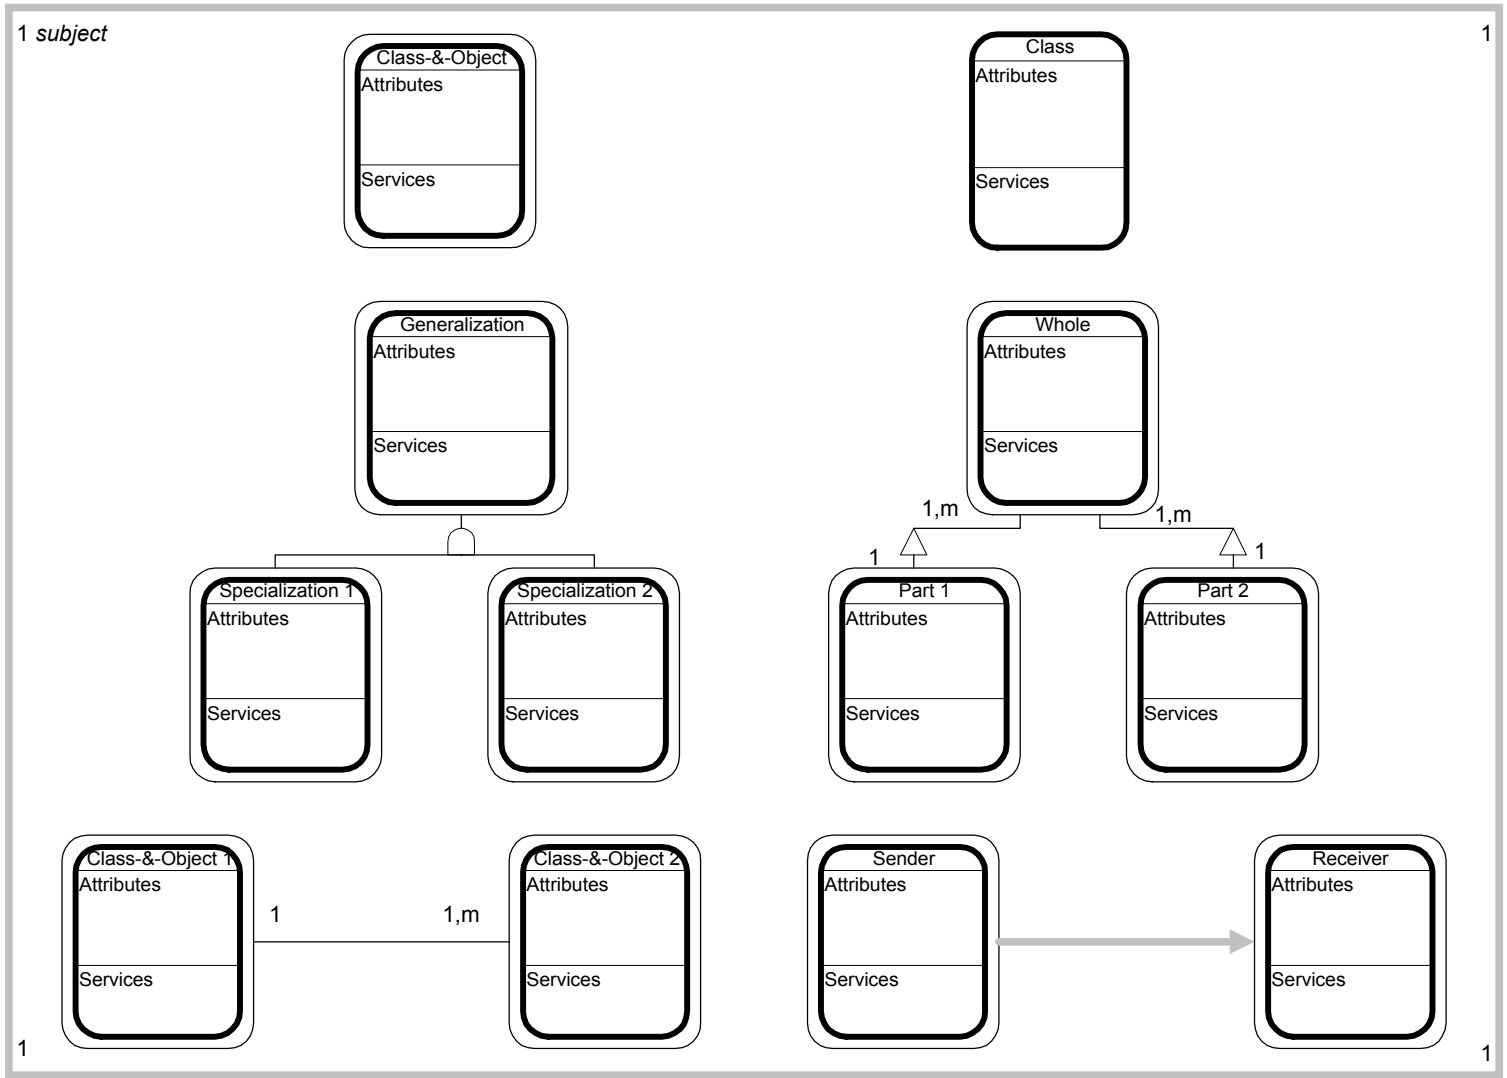 1 subject
1
Class-&-Object
Attributes
Services
Class
Attributes
Services
Generalization
Attributes
Services
Whole
Attributes
Services
1,m
1,m
1
1
Specialization 1
Attributes
Services
Specialization 2
Attributes
Services
Part 1
Attributes
Services
Part 2
Attributes
Services
Class-&-Object 1
Attributes
Services
1
1,m
Class-&-Object 2
Attributes
Services
Sender
Attributes
Services
Receiver
Attributes
Services
1
1